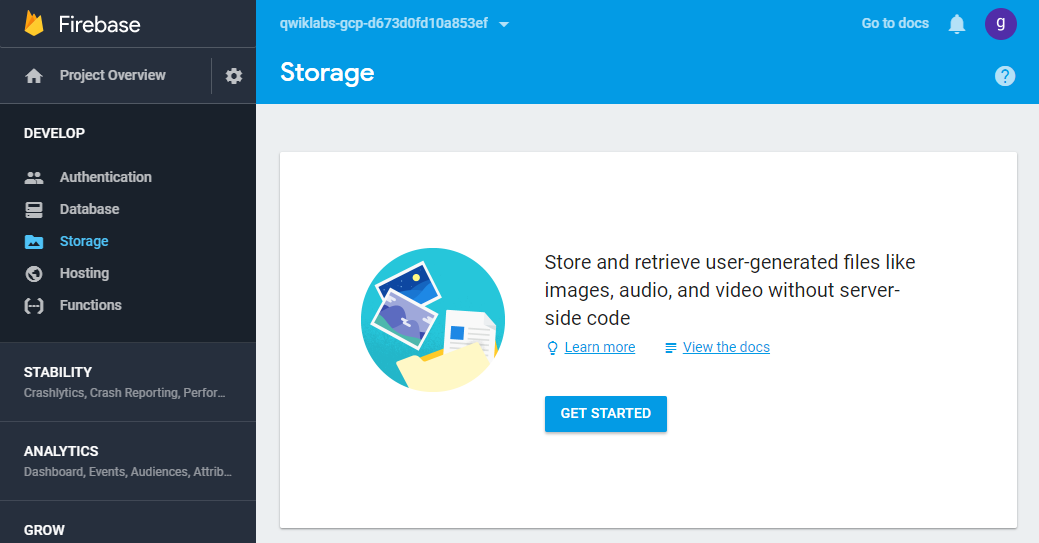 Firebase
qwiklabs-gcp-d673d0fd10a853ef
Go to docs
g
Project Overview
Storage
?
DEVELOP
Authentication
Database
Storage
Hosting
Functions
STABILITY
Crashlytics, Crash Reporting, Perfor...
ANALYTICS
Dashboard, Events, Audiences, Attrib...
GROW
Store and retrieve user-generated files like
images, audio, and video without server-
side code
Learn more
View the docs
GET STARTED